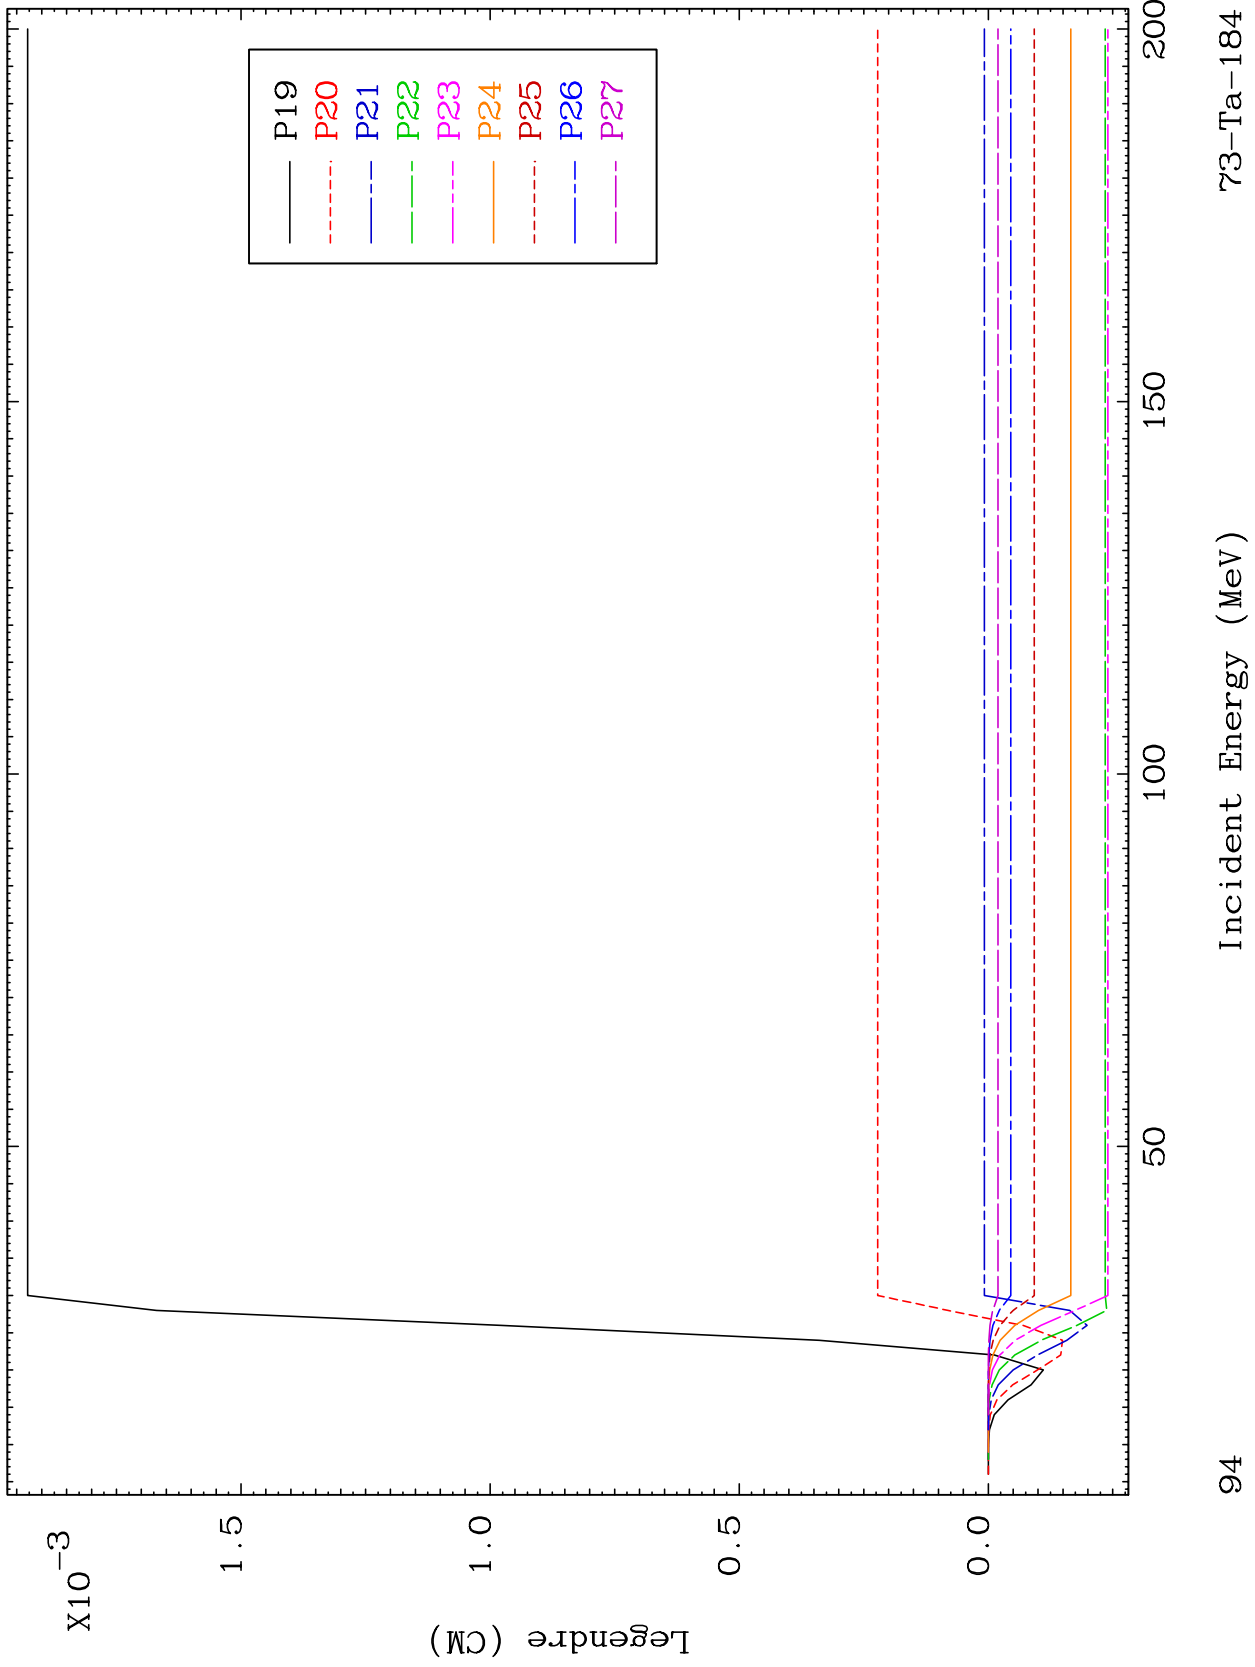 X10-3
Legendre (CM)
1.5
1.0
0.5
0.0
P19
P20
P21
P22
P23
P24
P25
P26
P27
50
100
150
200
Incident Energy (MeV)
94
73-Ta-184